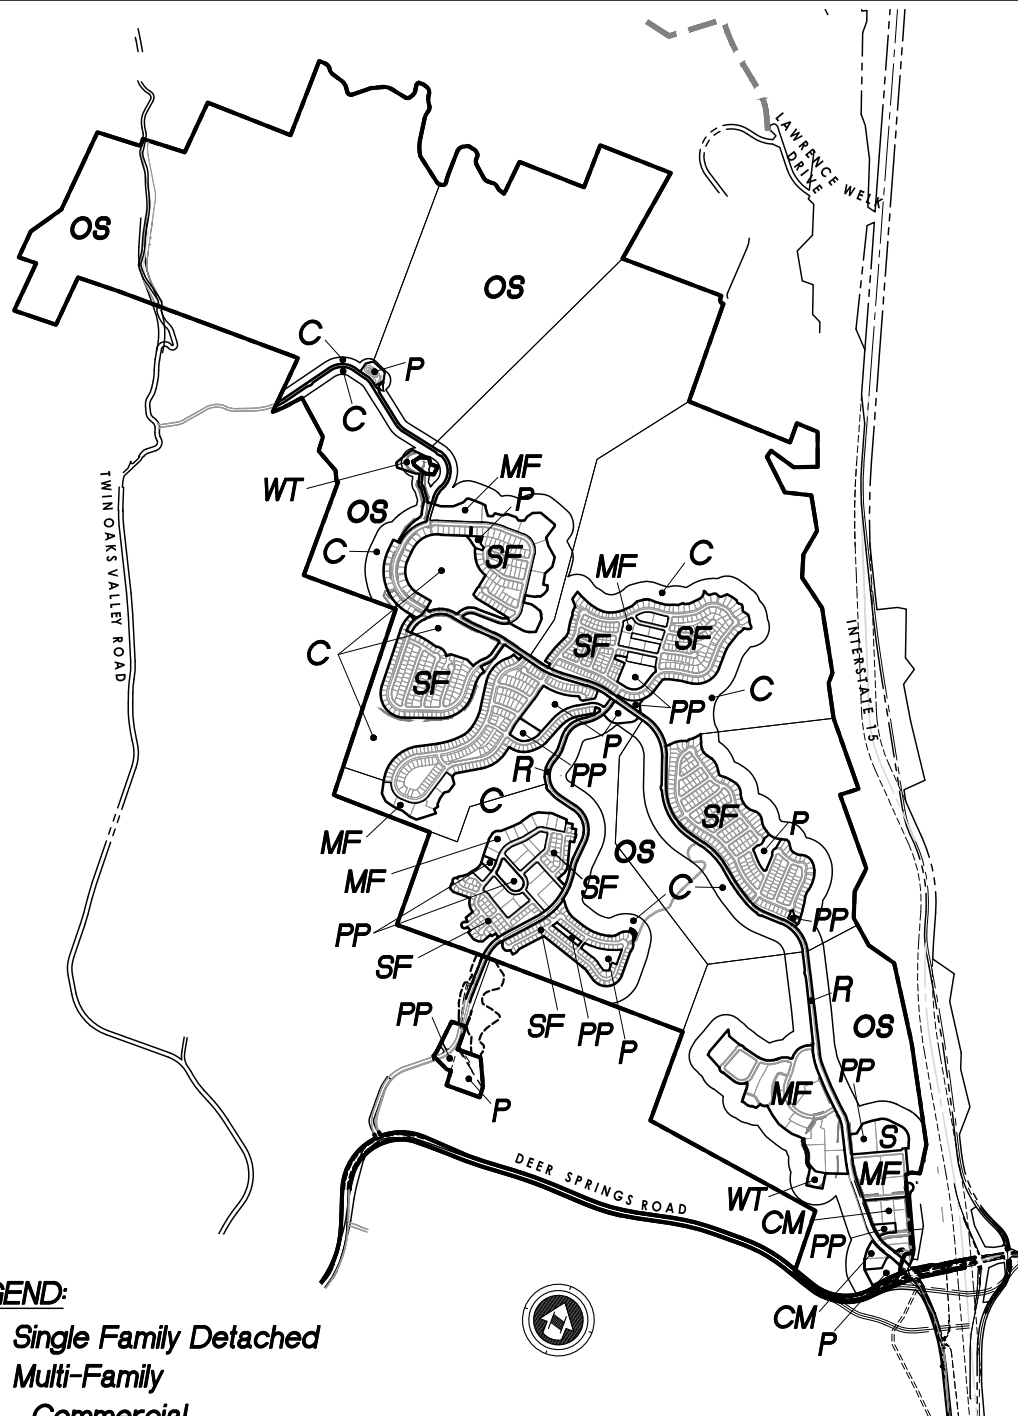 LAWRENCE WELK
DRIVE
OS
OS
C
P
C
MF
WT
P
OS
C
SF
C
MF
SF
SF
C
SF
C
PP
P
R
PP
C
SF
P
MF
OS
MF
SF
C
PP
PP
SF
R
PP
SF
PP
OS
P
PP
MF
P
S
MF
WT
CM
PP
CM
P
TWIN OAKS VALLEY ROAD
INTERSTATE 15
DEER SPRINGS ROAD
GEND:
Single Family Detached
Multi-Family
Commercial